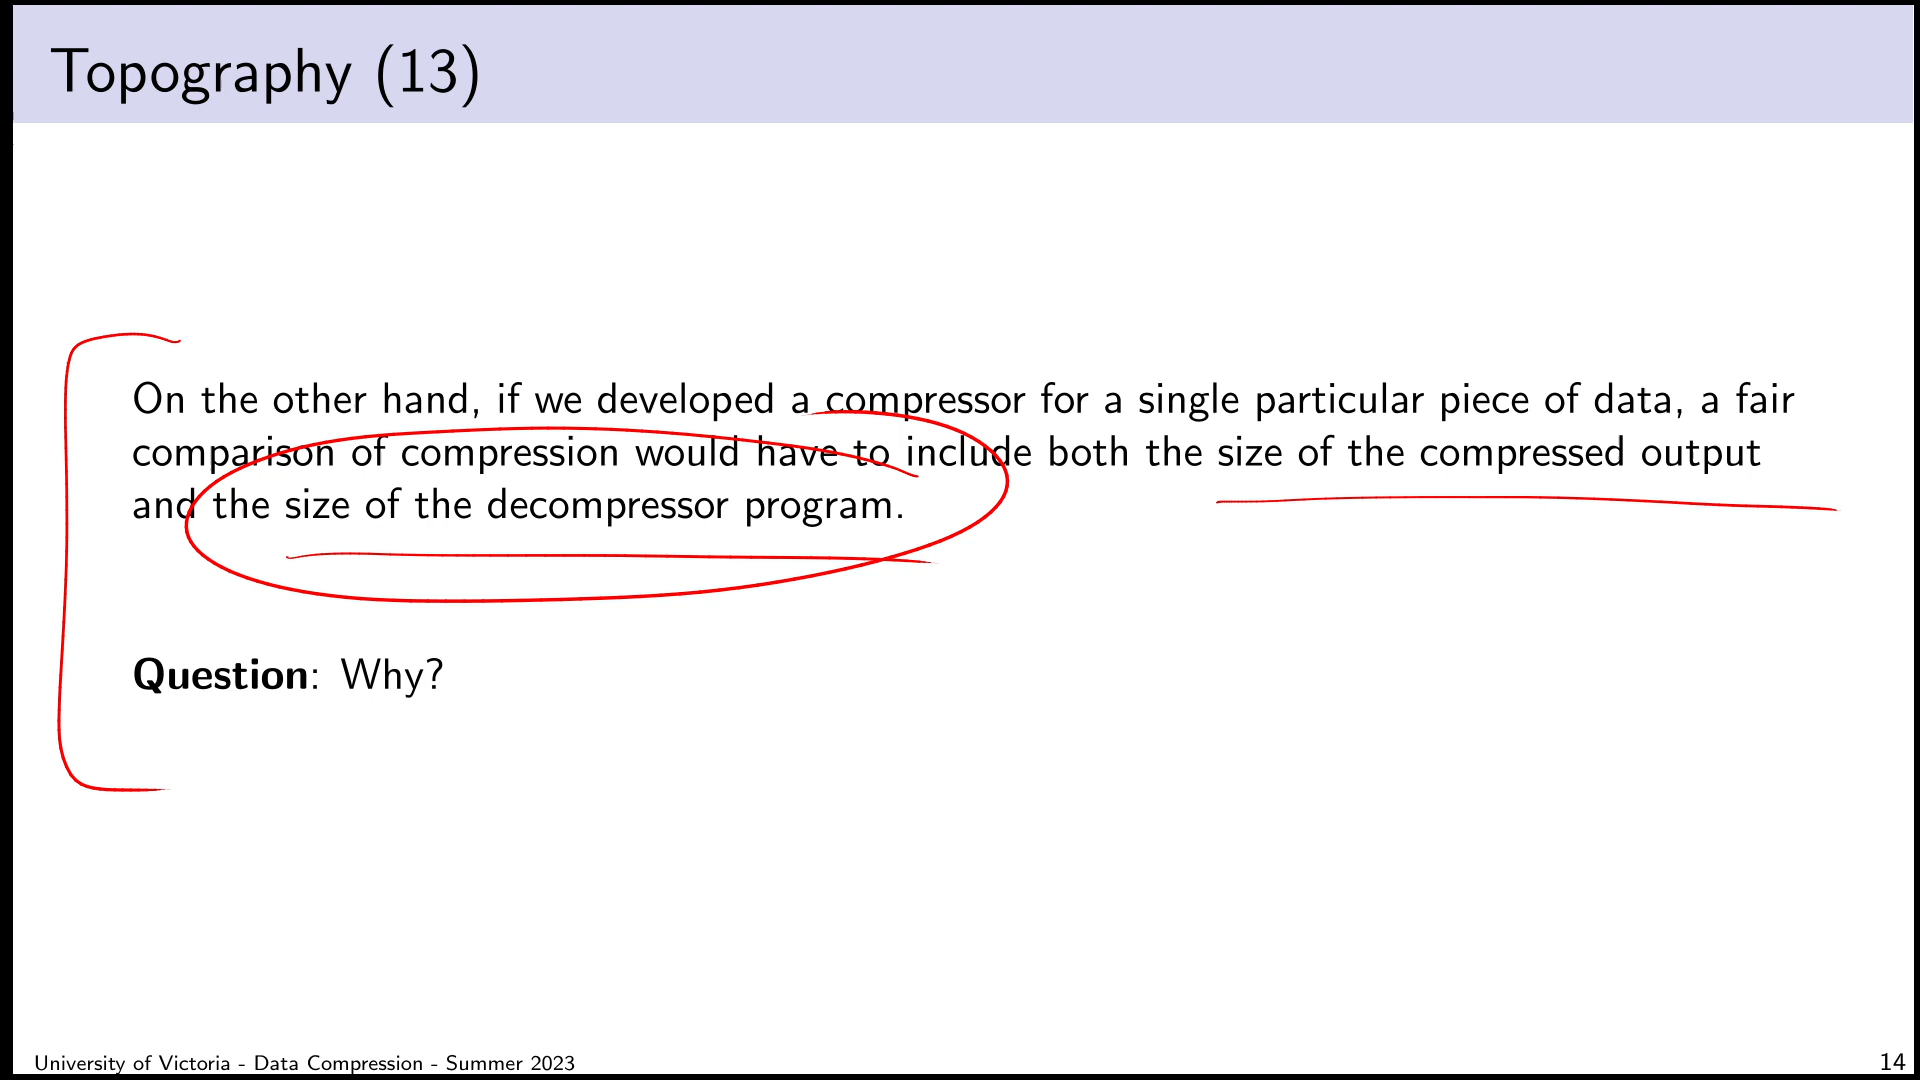 Topography (13)
On the other hand, if we developed a compressor for a single particular piece of data, a fair
comparison of compression would have to include both the size of the compressed output
and the size of the decompressor program.
Question: Why?
University of Victoria - Data Compression - Summer 2023
14